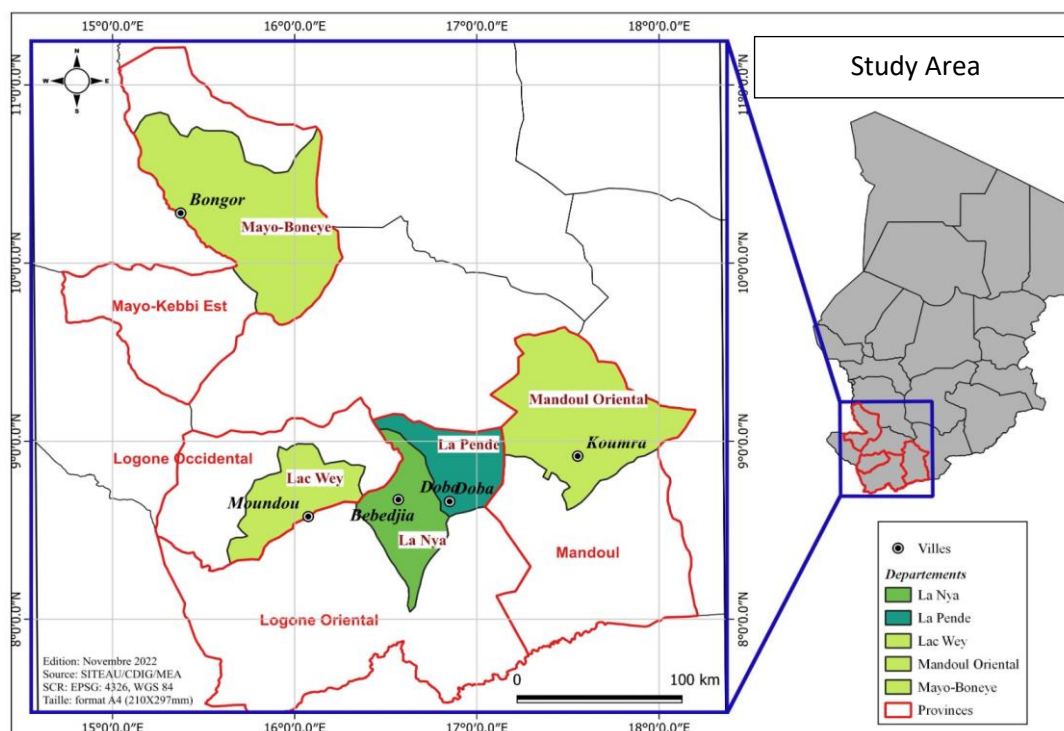 15°0'0.0"E 16°0'0.0"E 17°0'0.0"E 18°0'0.0"E
Study Area
N
W E
S
11°0'0.0"N 11°0'0.0"N
Bongor
Mayo-Boneye
10°0'0.0"N 10°0'0.0"N
Mayo-Kebbi Est
Mandoul Oriental
Koumra
9°0'0.0"N 9°0'0.0"N
La Pende
Logone Occidental
Lac Wey
Doba Doba
Moundou
Bebedjia
La Nya
Mandoul
Logone Oriental
8°0'0.0"N 8°0'0.0"N
Edition: Novembre 2022
Source: SITEAU/CDIG/MEA
SCR: EPSG: 4326, WGS 84
Taille: format A4 (210X297mm)
0 100 km
15°0'0.0"E 16°0'0.0"E 17°0'0.0"E 18°0'0.0"E
Villes
Departements
La Nya
La Pende
Lac Wey
Mandoul Oriental
Mayo-Boneye
Provinces